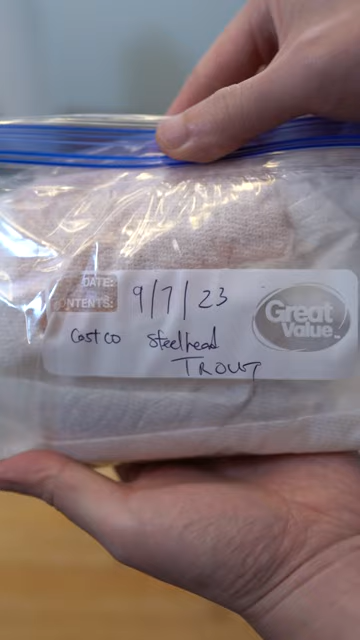 DATE: 9/7/23
CONTENTS:
Costco Steelhead
TROUT
Great
Value